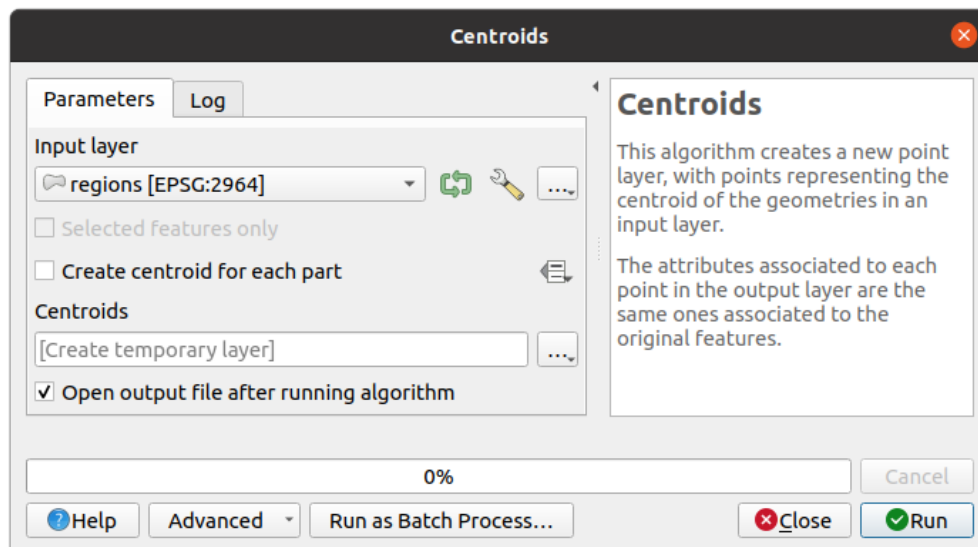 Centroids
Parameters
Log
Input layer
regions [EPSG:2964]
...
Selected features only
Create centroid for each part
Centroids
[Create temporary layer]
...
Open output file after running algorithm
Centroids
This algorithm creates a new point
layer, with points representing the
centroid of the geometries in an
input layer.
The attributes associated to each
point in the output layer are the
same ones associated to the
original features.
0%
Cancel
Help
Advanced
Run as Batch Process...
Close
Run